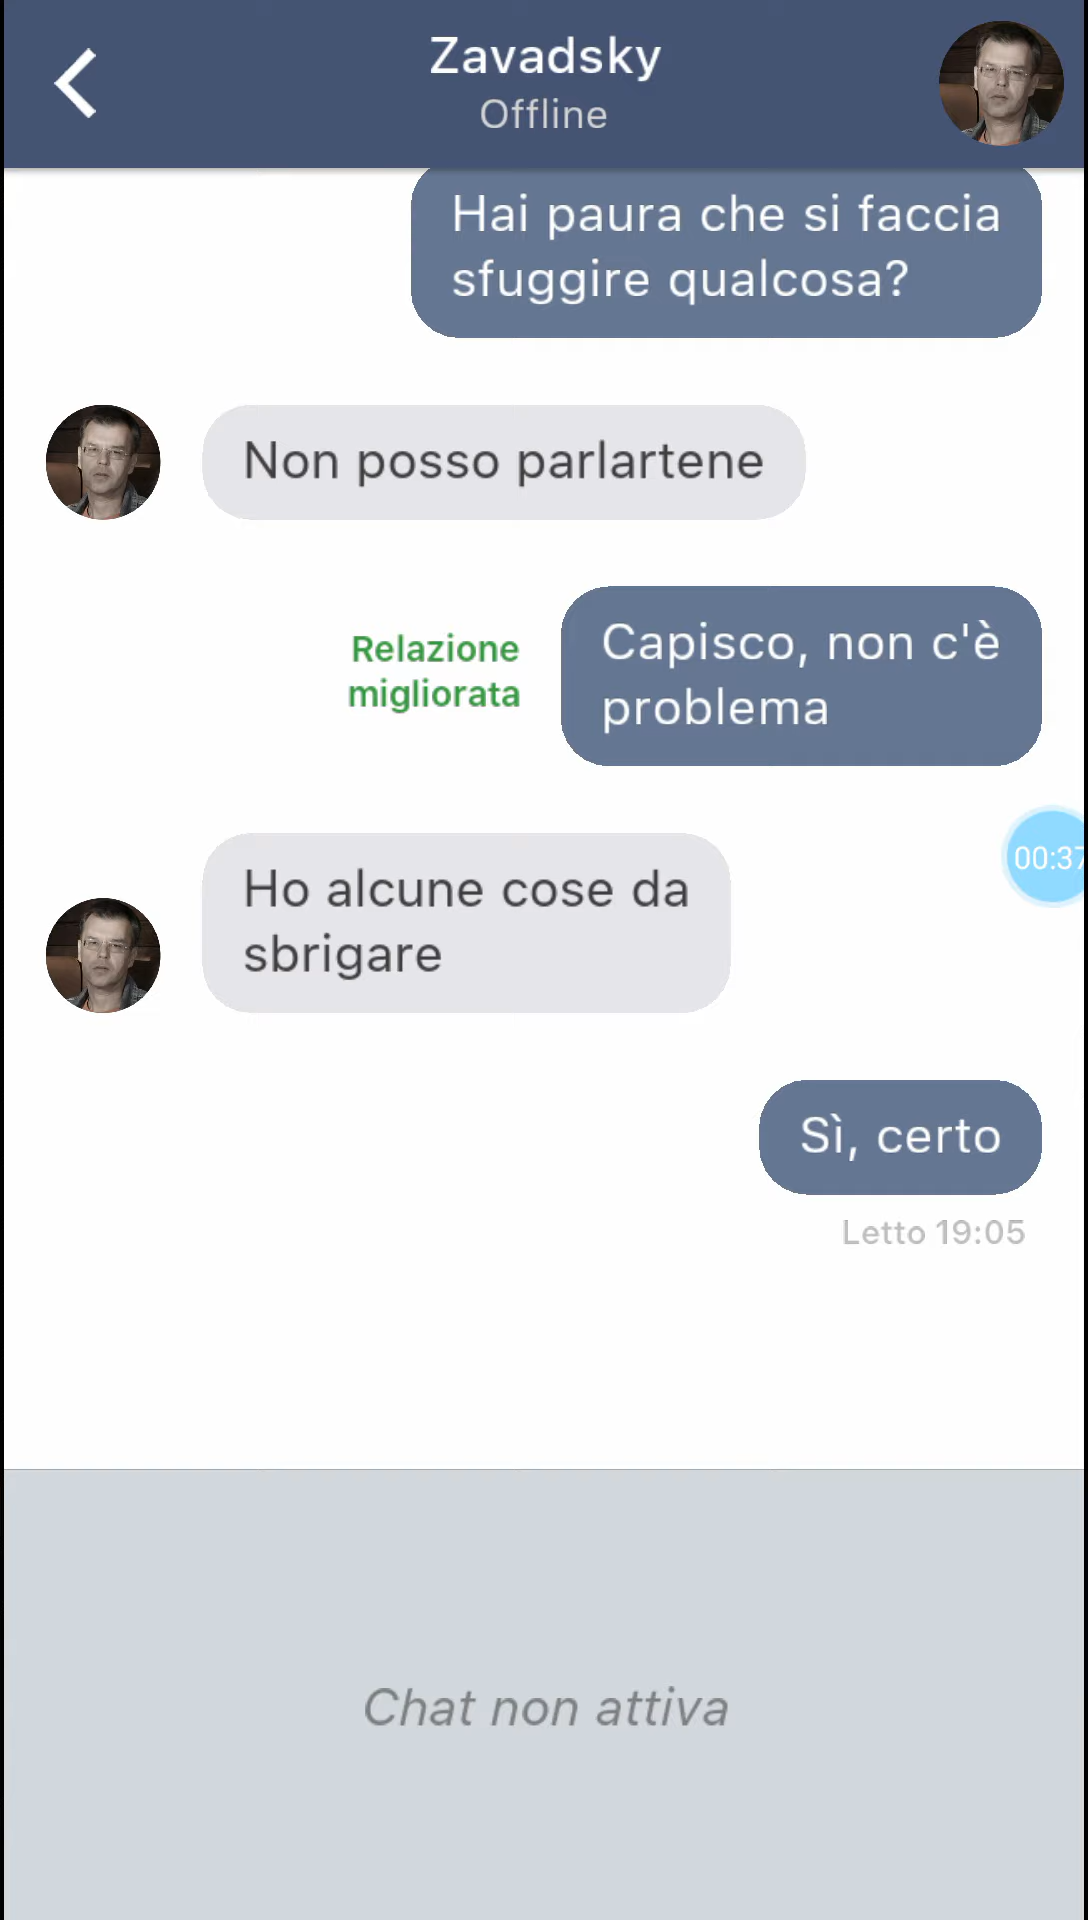 Zavadsky
Offline
Hai paura che si faccia
sfuggire qualcosa?
Non posso parlartene
Relazione
migliorata
Capisco, non c'è
problema
00:37
Ho alcune cose da
sbrigare
Sì, certo
Letto 19:05
Chat non attiva